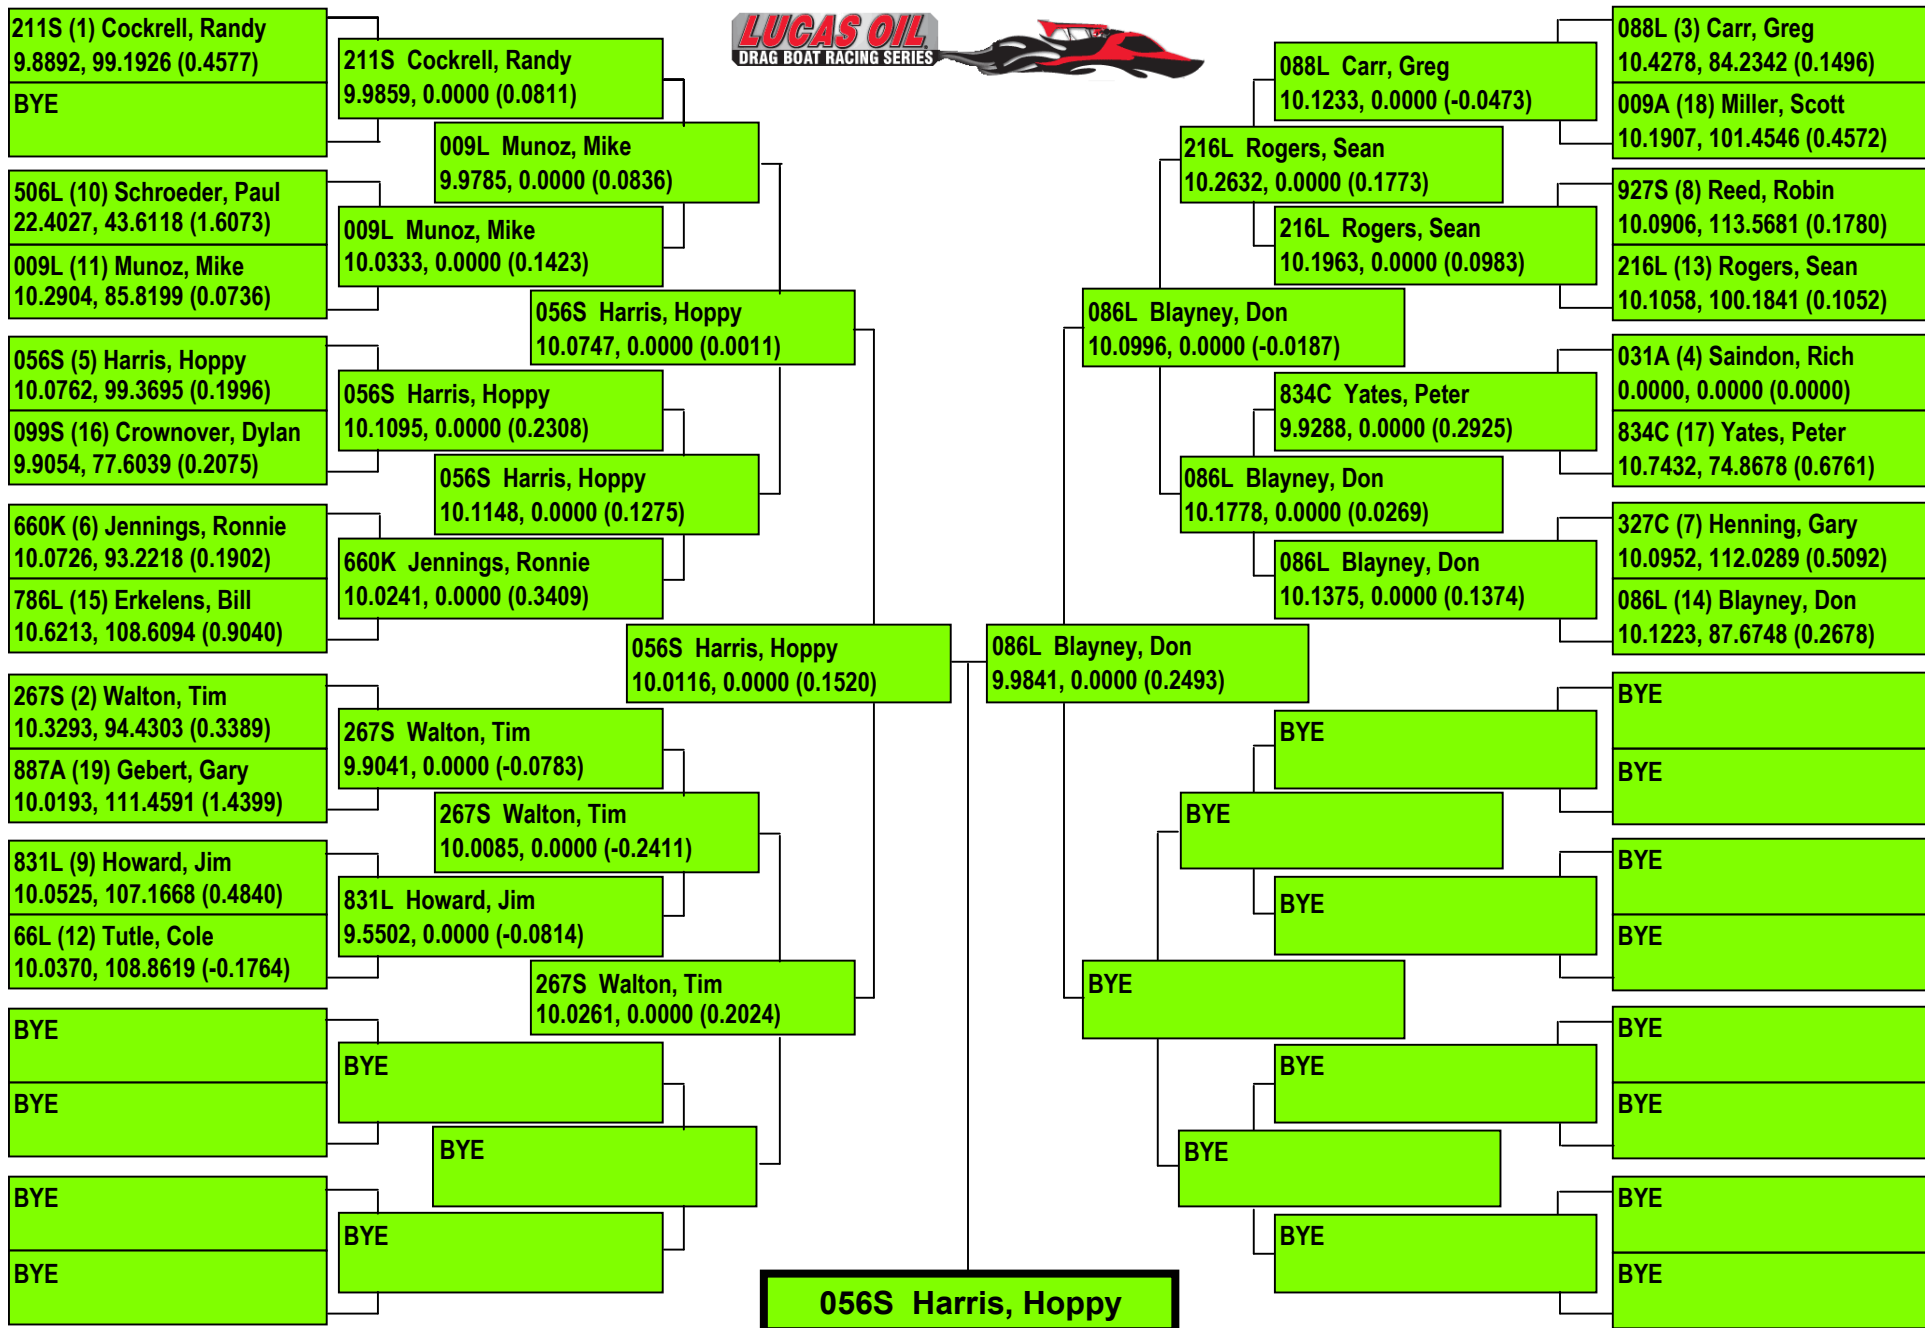 211S (1) Cockrell, Randy
9.8892, 99.1926 (0.4577)
BYE
506L (10) Schroeder, Paul
22.4027, 43.6118 (1.6073)
009L (11) Munoz, Mike
10.2904, 85.8199 (0.0736)
056S (5) Harris, Hoppy
10.0762, 99.3695 (0.1996)
099S (16) Crownover, Dylan
9.9054, 77.6039 (0.2075)
660K (6) Jennings, Ronnie
10.0726, 93.2218 (0.1902)
786L (15) Erkelens, Bill
10.6213, 108.6094 (0.9040)
267S (2) Walton, Tim
10.3293, 94.4303 (0.3389)
887A (19) Gebert, Gary
10.0193, 111.4591 (1.4399)
831L (9) Howard, Jim
10.0525, 107.1668 (0.4840)
66L (12) Tutle, Cole
10.0370, 108.8619 (-0.1764)
BYE
BYE
BYE
BYE
211S Cockrell, Randy
9.9859, 0.0000 (0.0811)
009L Munoz, Mike
10.0333, 0.0000 (0.1423)
056S Harris, Hoppy
10.1095, 0.0000 (0.2308)
660K Jennings, Ronnie
10.0241, 0.0000 (0.3409)
267S Walton, Tim
9.9041, 0.0000 (-0.0783)
831L Howard, Jim
9.5502, 0.0000 (-0.0814)
BYE
BYE
009L Munoz, Mike
9.9785, 0.0000 (0.0836)
056S Harris, Hoppy
10.1148, 0.0000 (0.1275)
267S Walton, Tim
10.0085, 0.0000 (-0.2411)
BYE
056S Harris, Hoppy
10.0747, 0.0000 (0.0011)
267S Walton, Tim
10.0261, 0.0000 (0.2024)
056S Harris, Hoppy
10.0116, 0.0000 (0.1520)
LUCAS OIL
DRAG BOAT RACING SERIES
056S Harris, Hoppy
086L Blayney, Don
9.9841, 0.0000 (0.2493)
086L Blayney, Don
10.0996, 0.0000 (-0.0187)
BYE
216L Rogers, Sean
10.2632, 0.0000 (0.1773)
086L Blayney, Don
10.1778, 0.0000 (0.0269)
BYE
BYE
088L Carr, Greg
10.1233, 0.0000 (-0.0473)
216L Rogers, Sean
10.1963, 0.0000 (0.0983)
834C Yates, Peter
9.9288, 0.0000 (0.2925)
086L Blayney, Don
10.1375, 0.0000 (0.1374)
BYE
BYE
BYE
BYE
088L (3) Carr, Greg
10.4278, 84.2342 (0.1496)
009A (18) Miller, Scott
10.1907, 101.4546 (0.4572)
927S (8) Reed, Robin
10.0906, 113.5681 (0.1780)
216L (13) Rogers, Sean
10.1058, 100.1841 (0.1052)
031A (4) Saindon, Rich
0.0000, 0.0000 (0.0000)
834C (17) Yates, Peter
10.7432, 74.8678 (0.6761)
327C (7) Henning, Gary
10.0952, 112.0289 (0.5092)
086L (14) Blayney, Don
10.1223, 87.6748 (0.2678)
BYE
BYE
BYE
BYE
BYE
BYE
BYE
BYE